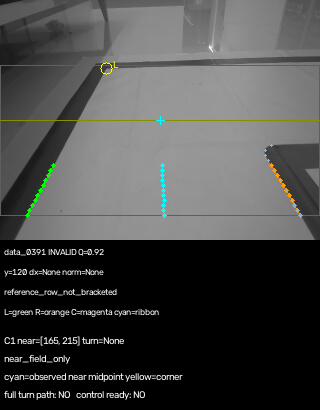 L
data_0391 INVALID Q=0.92
y=120 dx=None norm=None
reference_row_not_bracketed
L=green R=orange C=magenta cyan=ribbon
C1 near=[165, 215] turn=None
near_field_only
cyan=observed near midpoint yellow=corner
full turn path: NO control ready: NO